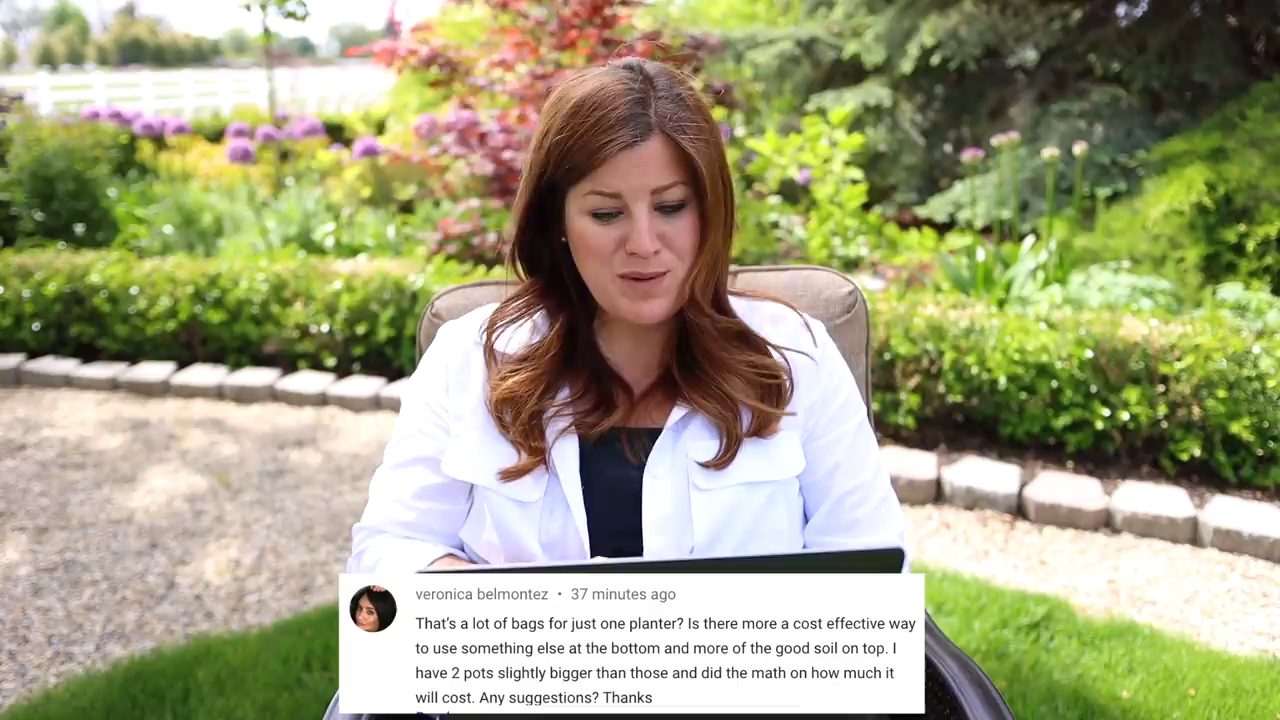 veronica belmontez • 37 minutes ago
That's a lot of bags for just one planter? Is there more a cost effective way
to use something else at the bottom and more of the good soil on top. I
have 2 pots slightly bigger than those and did the math on how much it
will cost. Any suggestions? Thanks